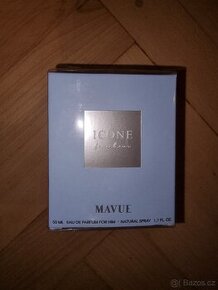 ICONE
MAVUE
50 ML EAU DE PARFUM FOR HIM - NATURAL SPRAY 1,7 FL. OZ.
Bazos.cz